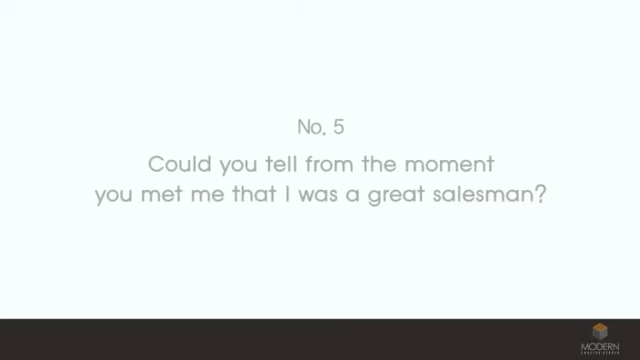 No. 5
Could you tell from the moment
you met me that I was a great salesman?
MODERN